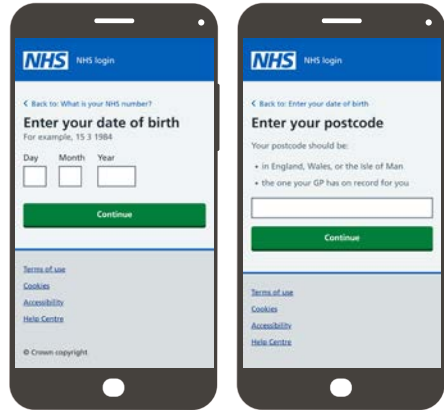 NHS NHS login
< Back to: What is your NHS number?
Enter your date of birth
For example, 15 3 1984
Day Month Year
Continue
Terms of use
Cookies
Accessibility
Help Centre
© Crown copyright
NHS NHS login
< Back to: Enter your date of birth
Enter your postcode
Your postcode should be:
• in England, Wales, or the Isle of Man
• the one your GP has on record for you
Continue
Terms of use
Cookies
Accessibility
Help Centre